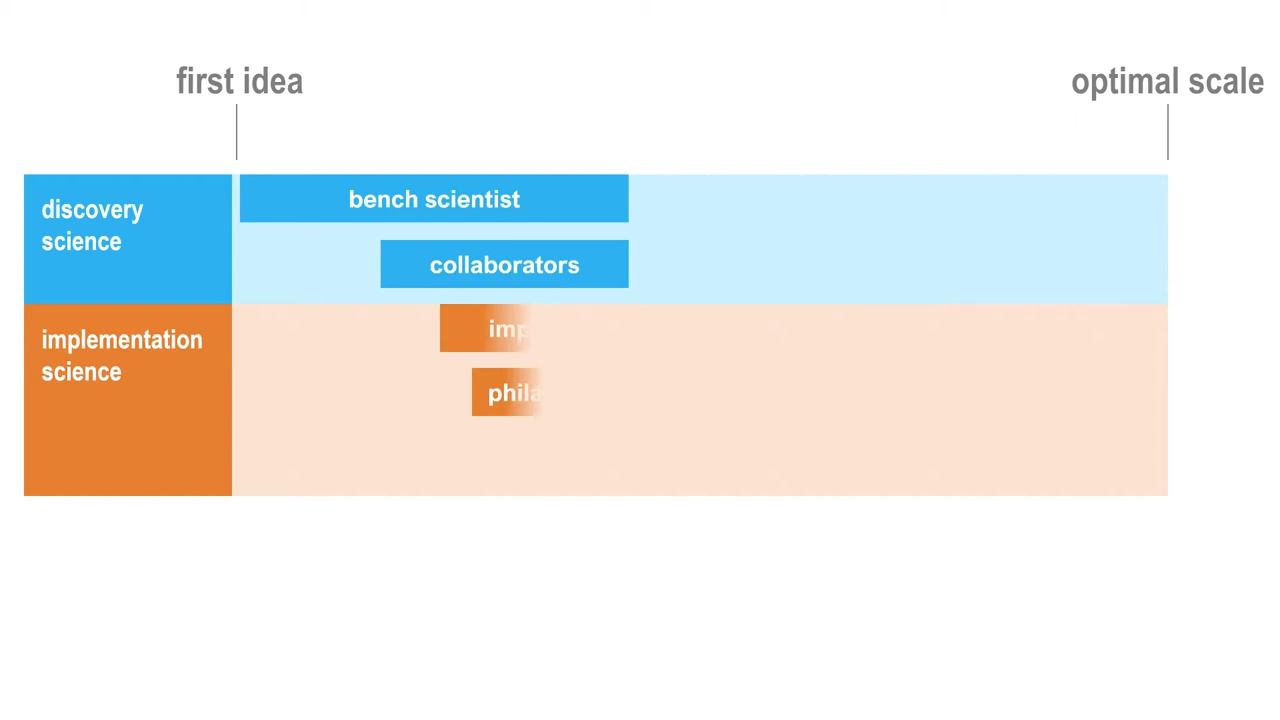 first idea
optimal scale
discovery
science
bench scientist
collaborators
implementation
science